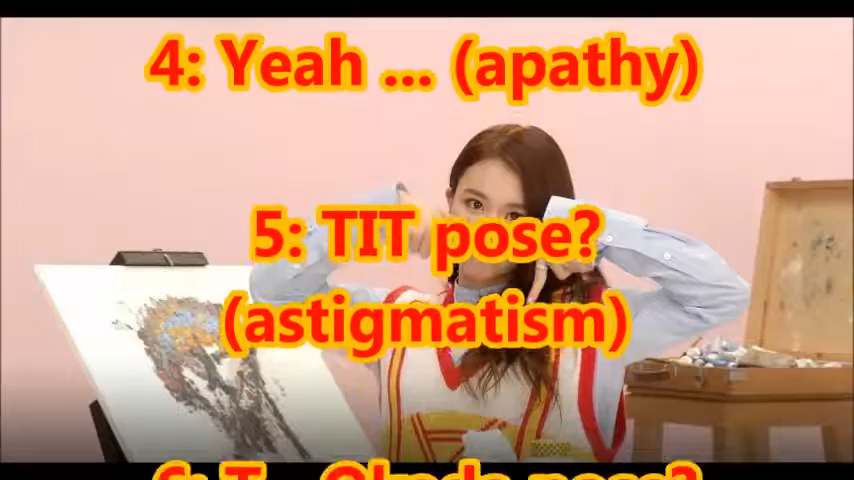 4: Yeah ... (apathy)
5: TIT pose?
(astigmatism)